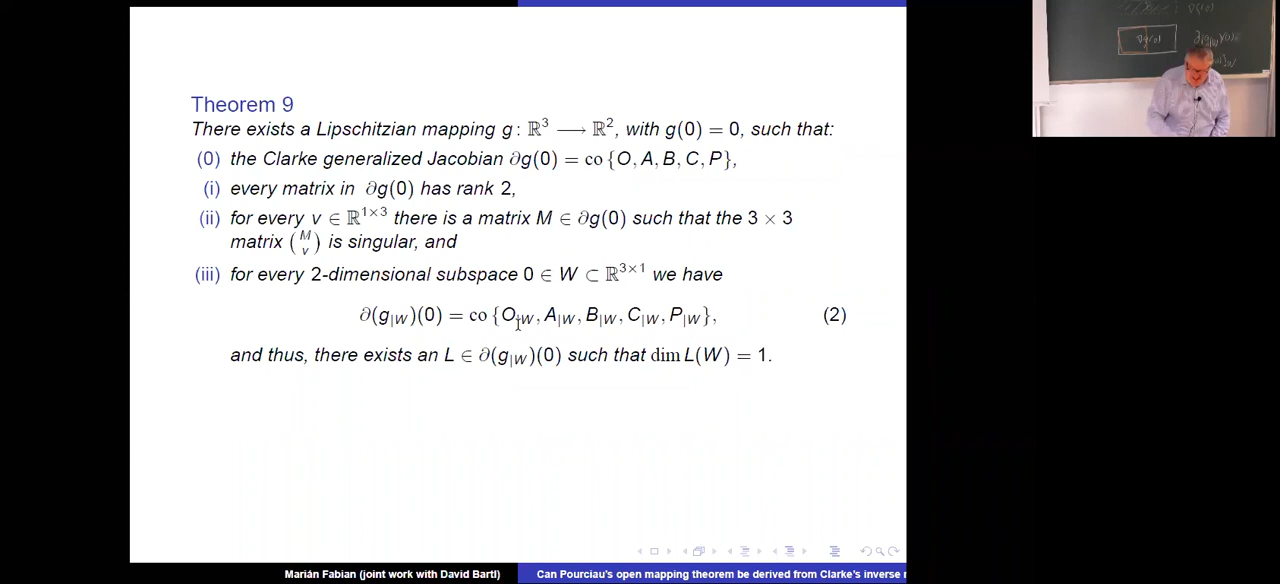 Theorem 9
There exists a Lipschitzian mapping g: ℝ³ ⟶ ℝ², with g(0) = 0, such that:
(0) the Clarke generalized Jacobian ∂g(0) = co {O, A, B, C, P},
(i) every matrix in ∂g(0) has rank 2,
(ii) for every v ∈ ℝ^{1×3} there is a matrix M ∈ ∂g(0) such that the 3 × 3
matrix (M v) is singular, and
(iii) for every 2-dimensional subspace 0 ∈ W ⊂ ℝ^{3×1} we have
∂(g_{|W})(0) = co {O_{|W}, A_{|W}, B_{|W}, C_{|W}, P_{|W}}, (2)
and thus, there exists an L ∈ ∂(g_{|W})(0) such that dim L(W) = 1.
Marián Fabian (joint work with David Bartl) Can Pourciau's open mapping theorem be derived from Clarke's inverse